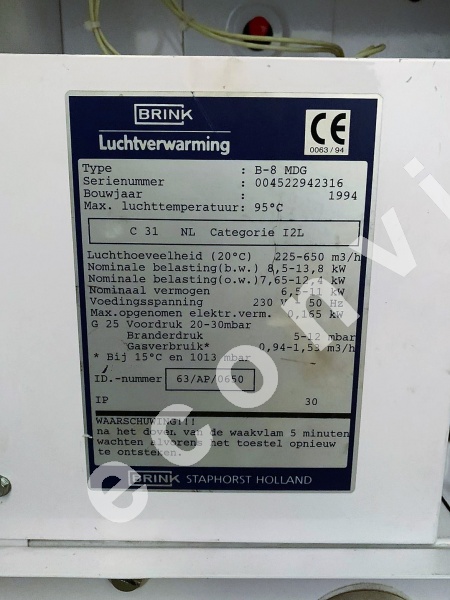 BRINK
Luchtverwarming
CE
0063/94
Type : B-8 MDG
Serienummer : 004522942316
Bouwjaar : 1994
Max. luchttemperatuur: 95°C
C 31 NL Categorie I2L
Luchthoeveelheid (20°C) 225-650 m3/h
Nominale belasting(b.w.) 8,5-13,8 kW
Nominale belasting(o.w.) 7,65-12,4 kW
Nominaal vermogen 6,5-11 kW
Voedingsspanning 230 V 50 Hz
Max.opgenomen elektr.verm. 0,165 kW
G 25 Voordruk 20-30mbar
Branderdruk 5-12 mbar
Gasverbruik* 0,94-1,53 m3/h
* Bij 15°C en 1013 mbar
ID.-nummer 63/AP/0650
IP 30
WAARSCHUWING!!!
na het doven van de waakvlam 5 minuten
wachten alvorens het toestel opnieuw
te ontsteken.
BRINK STAPHORST HOLLAND
econvi